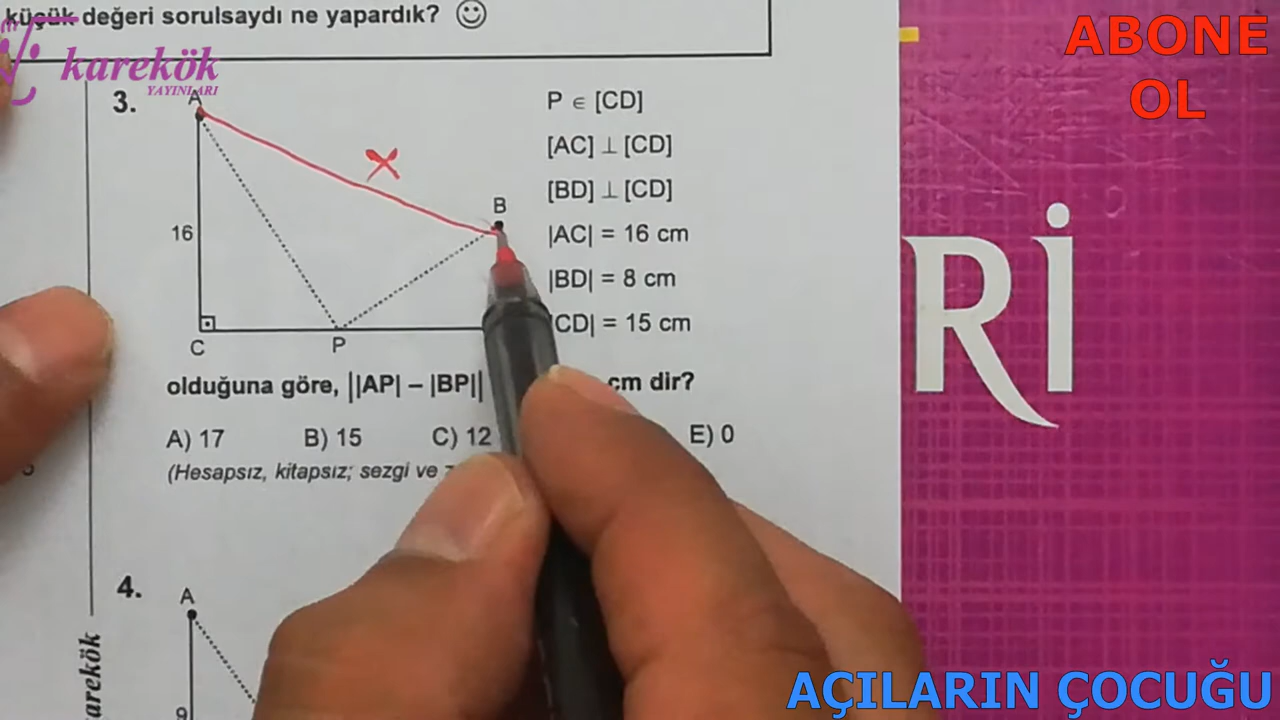 küçük değeri sorulsaydı ne yapardık?
karekök
YAYINLARI
ABONE
OL
3.
A
16
B
C
P
P ∈ [CD]
[AC] ⊥ [CD]
[BD] ⊥ [CD]
|AC| = 16 cm
|BD| = 8 cm
CD| = 15 cm
olduğuna göre, ||AP| – |BP|| cm dir?
A) 17 B) 15 C) 12 E) 0
(Hesapsız, kitapsız; sezgi ve
4.
A
9
karekök
Rİ
AÇILARIN ÇOCUĞU